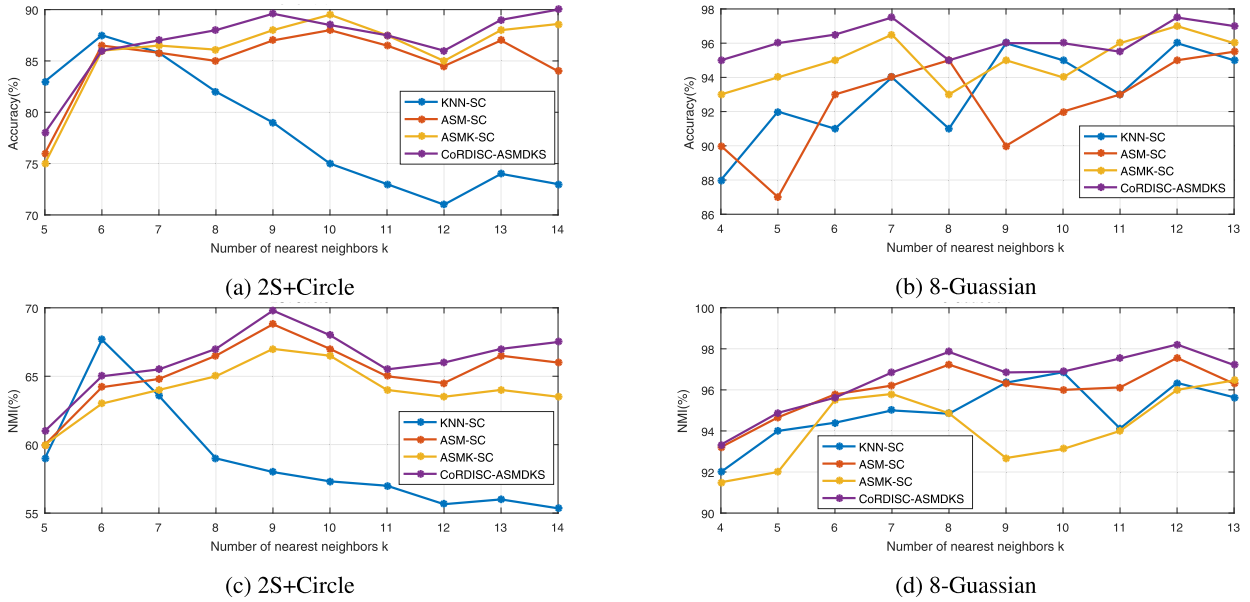 90
85
80
75
70
Accuracy(%)
KNN-SC
ASM-SC
ASMK-SC
CoRDISC-ASMDKS
5 6 7 8 9 10 11 12 13 14
Number of nearest neighbors k
(a) 2S+Circle
98
96
94
92
90
88
86
Accuracy(%)
KNN-SC
ASM-SC
ASMK-SC
CoRDISC-ASMDKS
4 5 6 7 8 9 10 11 12 13
Number of nearest neighbors k
(b) 8-Guassian
70
65
60
55
NMI(%)
KNN-SC
ASM-SC
ASMK-SC
CoRDISC-ASMDKS
5 6 7 8 9 10 11 12 13 14
Number of nearest neighbors k
(c) 2S+Circle
100
98
96
94
92
90
NMI(%)
KNN-SC
ASM-SC
ASMK-SC
CoRDISC-ASMDKS
4 5 6 7 8 9 10 11 12 13
Number of nearest neighbors k
(d) 8-Guassian